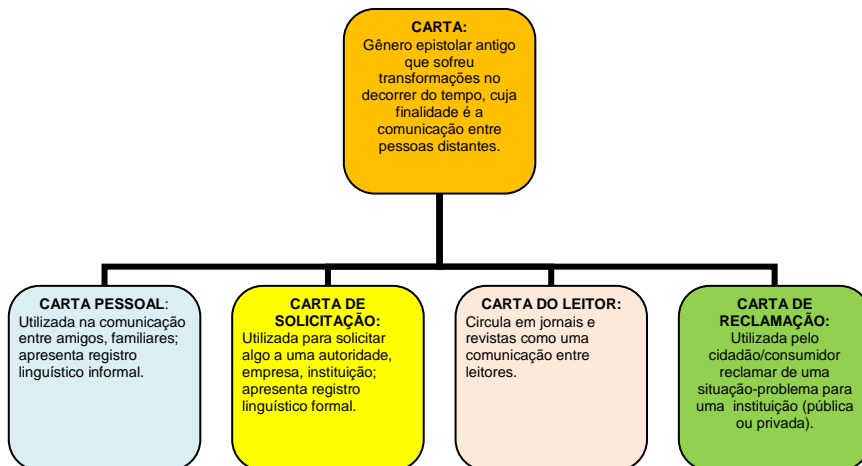 CARTA:
Gênero epistolar antigo
que sofreu
transformações no
decorrer do tempo, cuja
finalidade é a
comunicação entre
pessoas distantes.
CARTA PESSOAL:
Utilizada na comunicação
entre amigos, familiares;
apresenta registro
linguístico informal.
CARTA DE
SOLICITAÇÃO:
Utilizada para solicitar
algo a uma autoridade,
empresa, instituição;
apresenta registro
linguístico formal.
CARTA DO LEITOR:
Circula em jornais e
revistas como uma
comunicação entre
leitores.
CARTA DE
RECLAMAÇÃO:
Utilizada pelo
cidadão/consumidor
reclamar de uma
situação-problema para
uma instituição (pública
ou privada).